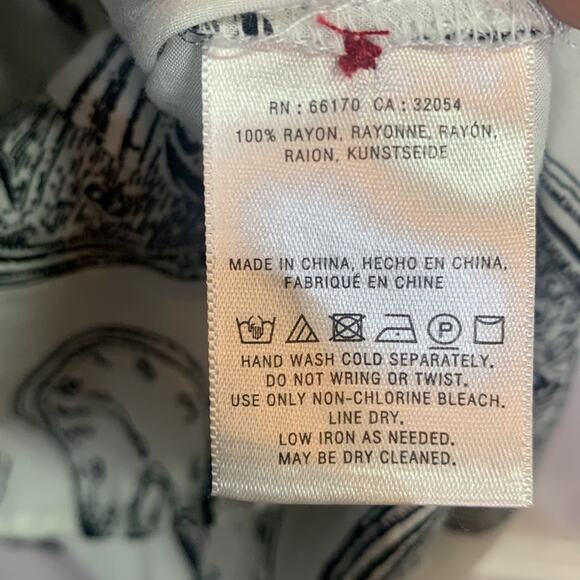 RN : 66170 CA : 32054
100% RAYON, RAYONNE, RAYÓN,
RAION, KUNSTSEIDE
MADE IN CHINA, HECHO EN CHINA,
FABRIQUÉ EN CHINE
P
HAND WASH COLD SEPARATELY.
DO NOT WRING OR TWIST.
USE ONLY NON-CHLORINE BLEACH.
LINE DRY.
LOW IRON AS NEEDED.
MAY BE DRY CLEANED.